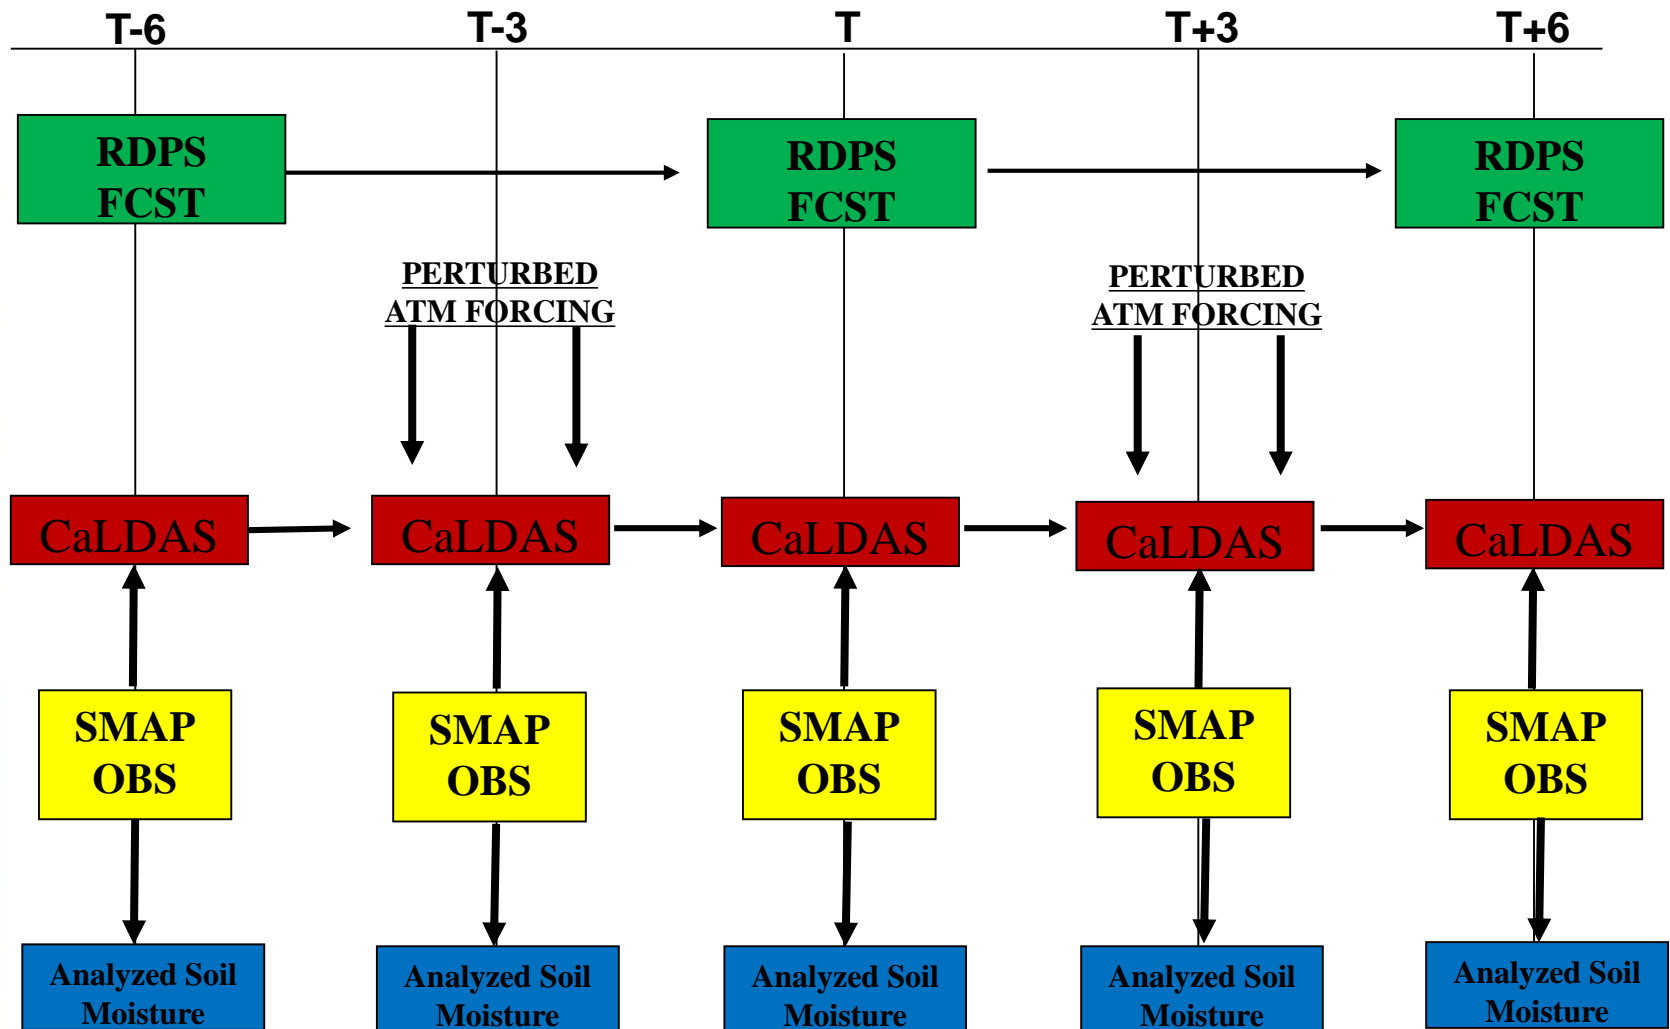 T-6 T-3 T T+3 T+6
RDPS
FCST
RDPS
FCST
RDPS
FCST
PERTURBED
ATM FORCING
PERTURBED
ATM FORCING
CaLDAS
CaLDAS
CaLDAS
CaLDAS
CaLDAS
SMAP
OBS
SMAP
OBS
SMAP
OBS
SMAP
OBS
SMAP
OBS
Analyzed Soil
Moisture
Analyzed Soil
Moisture
Analyzed Soil
Moisture
Analyzed Soil
Moisture
Analyzed Soil
Moisture